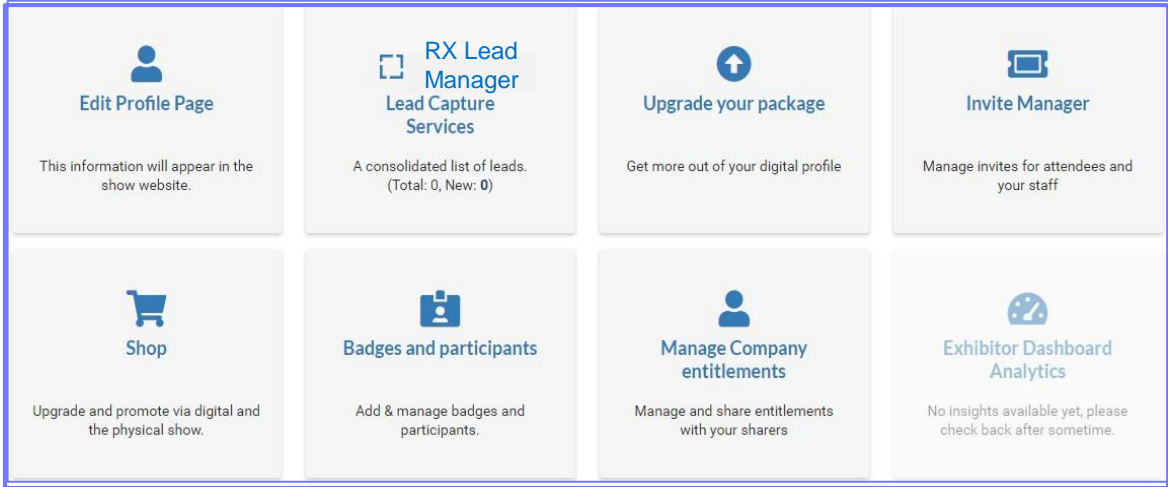 Edit Profile Page
This information will appear in the
show website.
RX Lead
Manager
Lead Capture
Services
A consolidated list of leads.
(Total: 0, New: 0)
Upgrade your package
Get more out of your digital profile
Invite Manager
Manage invites for attendees and
your staff
Shop
Upgrade and promote via digital and
the physical show.
Badges and participants
Add & manage badges and
participants.
Manage Company
entitlements
Manage and share entitlements
with your sharers
Exhibitor Dashboard
Analytics
No insights available yet, please
check back after sometime.